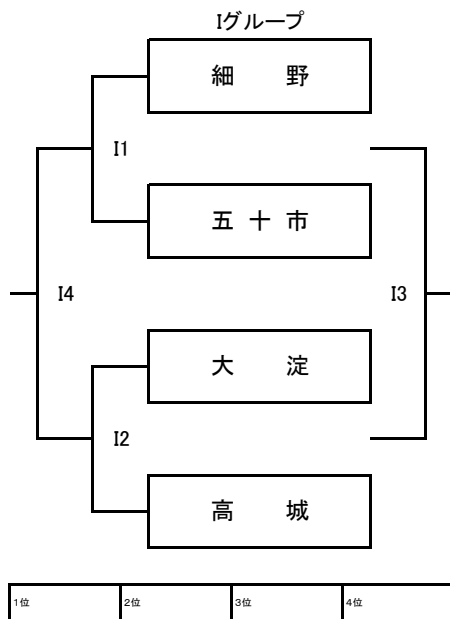 Iグループ
細 野
I1
五 十 市
I4 I3
大 淀
I2
高 城
1位 2位 3位 4位